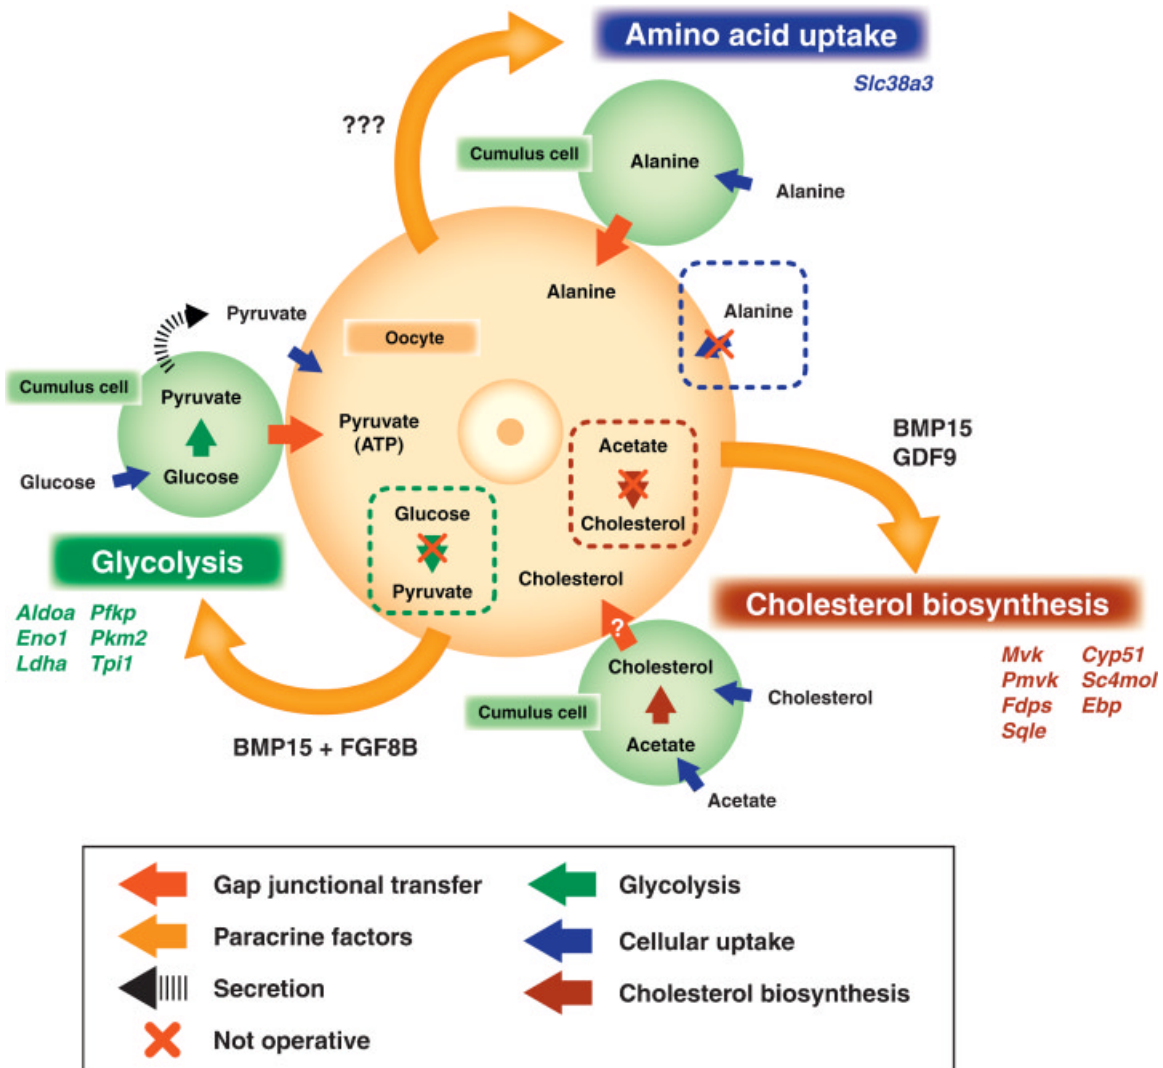 Amino acid uptake
Slc38a3
???
Cumulus cell
Alanine
Alanine
Alanine
Alanine
Pyruvate
Oocyte
Cumulus cell
Pyruvate
Glucose
Glucose
Pyruvate
(ATP)
Acetate
Cholesterol
BMP15
GDF9
Glucose
Pyruvate
Cholesterol
Glycolysis
Aldoa Pfkp
Eno1 Pkm2
Ldha Tpi1
Cholesterol biosynthesis
Mvk Cyp51
Pmvk Sc4mol
Fdps Ebp
Sqle
?
Cholesterol
Cumulus cell
Acetate
Cholesterol
Acetate
BMP15 + FGF8B
Gap junctional transfer
Paracrine factors
Secretion
Not operative
Glycolysis
Cellular uptake
Cholesterol biosynthesis